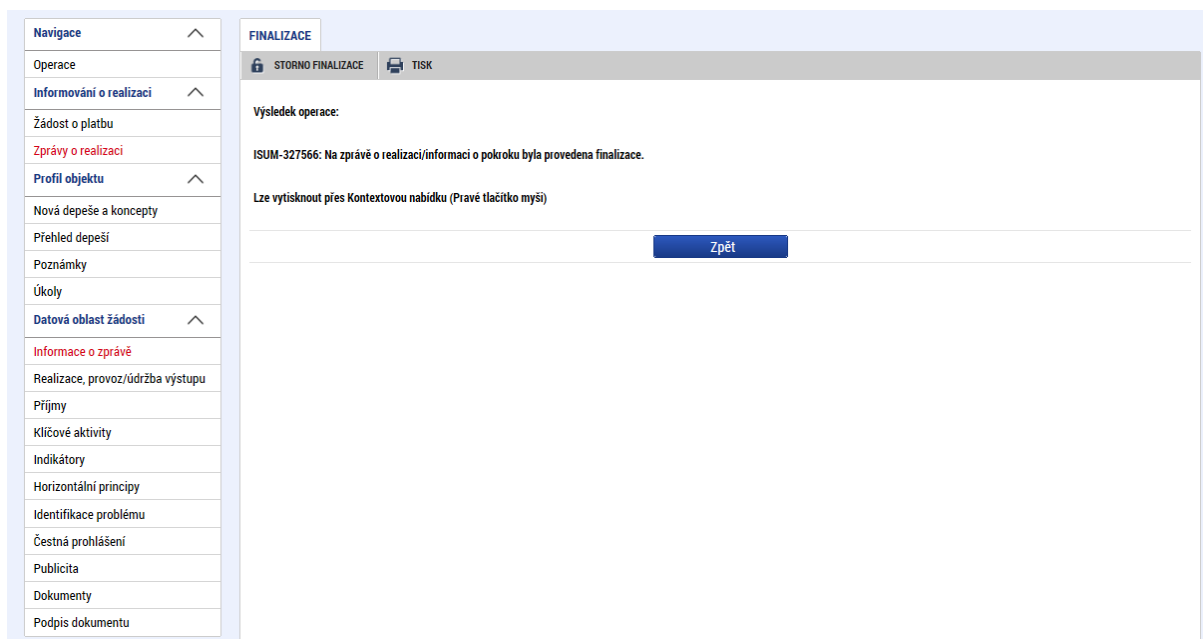 Navigace
Operace
Informování o realizaci
Žádost o platbu
Zprávy o realizaci
Profil objektu
Nová depeše a koncepty
Přehled depeší
Poznámky
Úkoly
Datová oblast žádosti
Informace o zprávě
Realizace, provoz/údržba výstupu
Příjmy
Klíčové aktivity
Indikátory
Horizontální principy
Identifikace problému
Čestná prohlášení
Publicita
Dokumenty
Podpis dokumentu
FINALIZACE
STORNO FINALIZACE TISK
Výsledek operace:
ISUM-327566: Na zprávě o realizaci/informaci o pokroku byla provedena finalizace.
Lze vytisknout přes Kontextovou nabídku (Pravé tlačítko myši)
Zpět